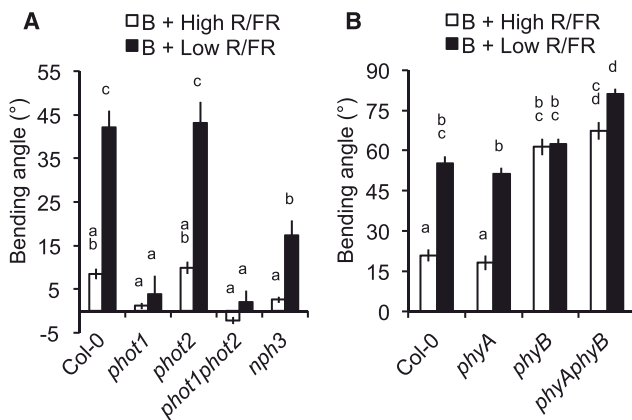 A
B + High R/FR
B + Low R/FR
Bending angle (°)
55
45
35
25
15
5
-5
a
b
c
a
a
a
b
c
a
a
a
b
Col-0
phot1
phot2
phot1phot2
nph3
B
B + High R/FR
B + Low R/FR
Bending angle (°)
90
75
60
45
30
15
0
a
b
c
a
b
b
c
b
c
c
d
d
Col-0
phyA
phyB
phyAphyB